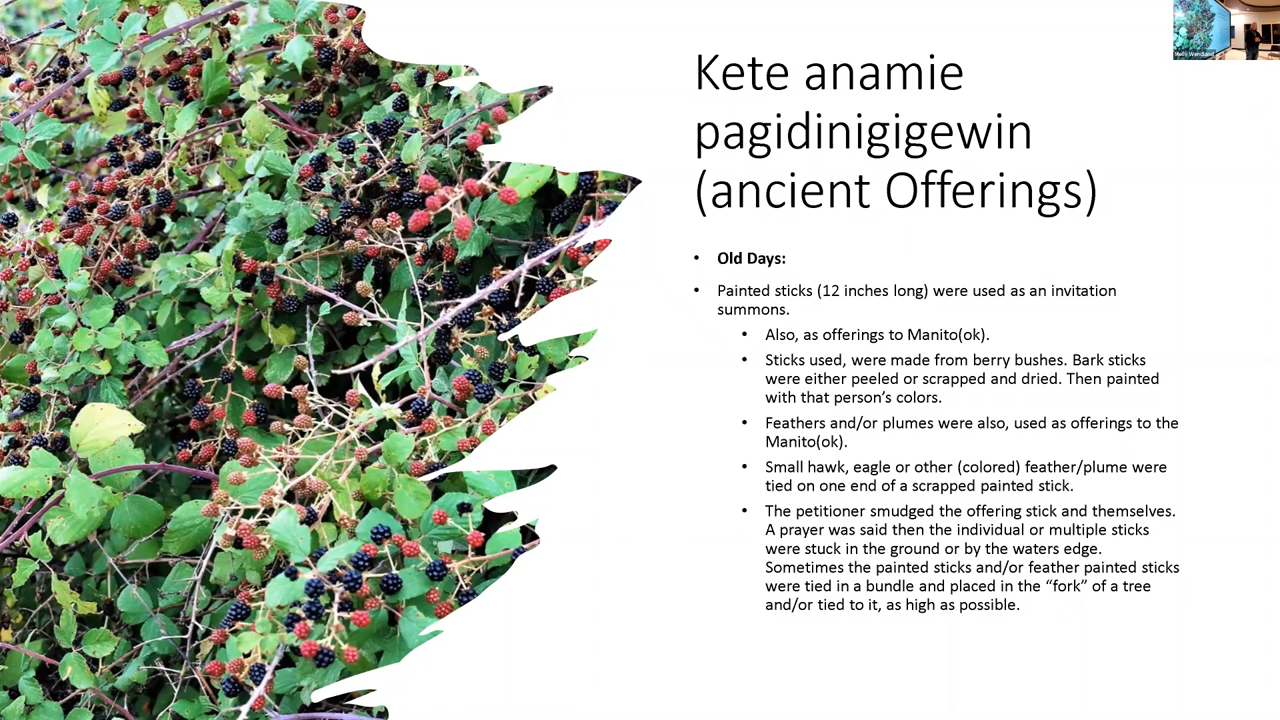 Kete anamie
pagidinigigewin
(ancient Offerings)
• Old Days:
• Painted sticks (12 inches long) were used as an invitation
summons.
• Also, as offerings to Manito(ok).
• Sticks used, were made from berry bushes. Bark sticks
were either peeled or scrapped and dried. Then painted
with that person’s colors.
• Feathers and/or plumes were also, used as offerings to the
Manito(ok).
• Small hawk, eagle or other (colored) feather/plume were
tied on one end of a scrapped painted stick.
• The petitioner smudged the offering stick and themselves.
A prayer was said then the individual or multiple sticks
were stuck in the ground or by the waters edge.
Sometimes the painted sticks and/or feather painted sticks
were tied in a bundle and placed in the “fork” of a tree
and/or tied to it, as high as possible.